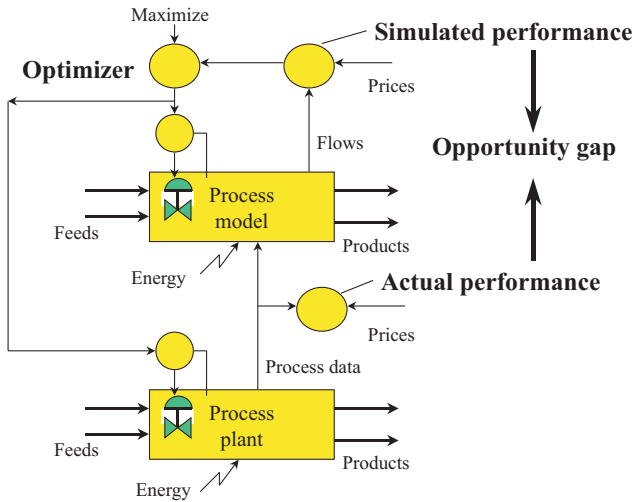 Maximize
Simulated performance
Optimizer
Prices
Flows
Opportunity gap
Process
model
Feeds
Products
Energy
Actual performance
Prices
Process data
Process
plant
Feeds
Products
Energy